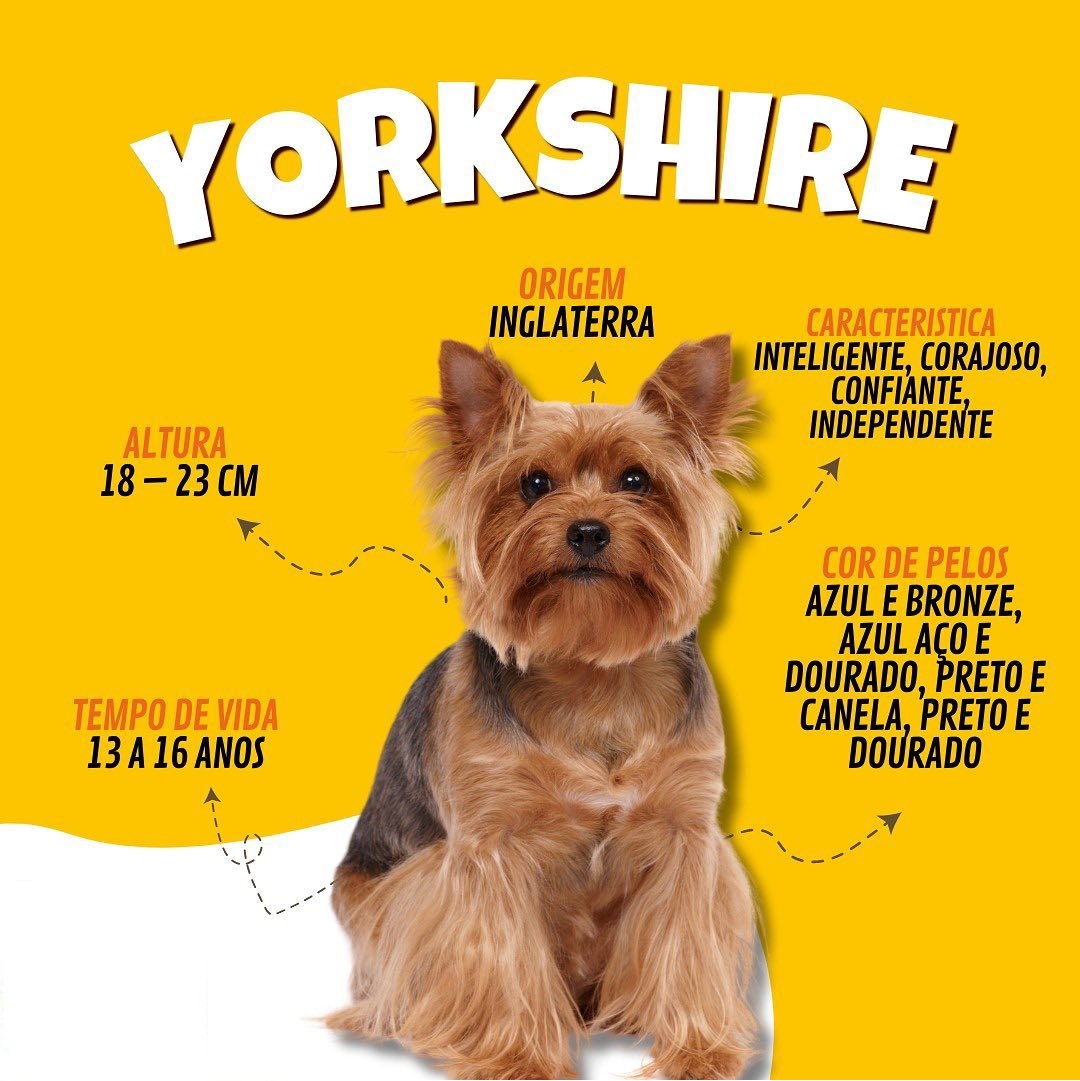 YORKSHIRE
ORIGEM
INGLATERRA
CARACTERISTICA
INTELIGENTE, CORAJOSO,
CONFIANTE,
INDEPENDENTE
ALTURA
18 – 23 CM
COR DE PELOS
AZUL E BRONZE,
AZUL AÇO E
DOURADO, PRETO E
CANELA, PRETO E
DOURADO
TEMPO DE VIDA
13 A 16 ANOS